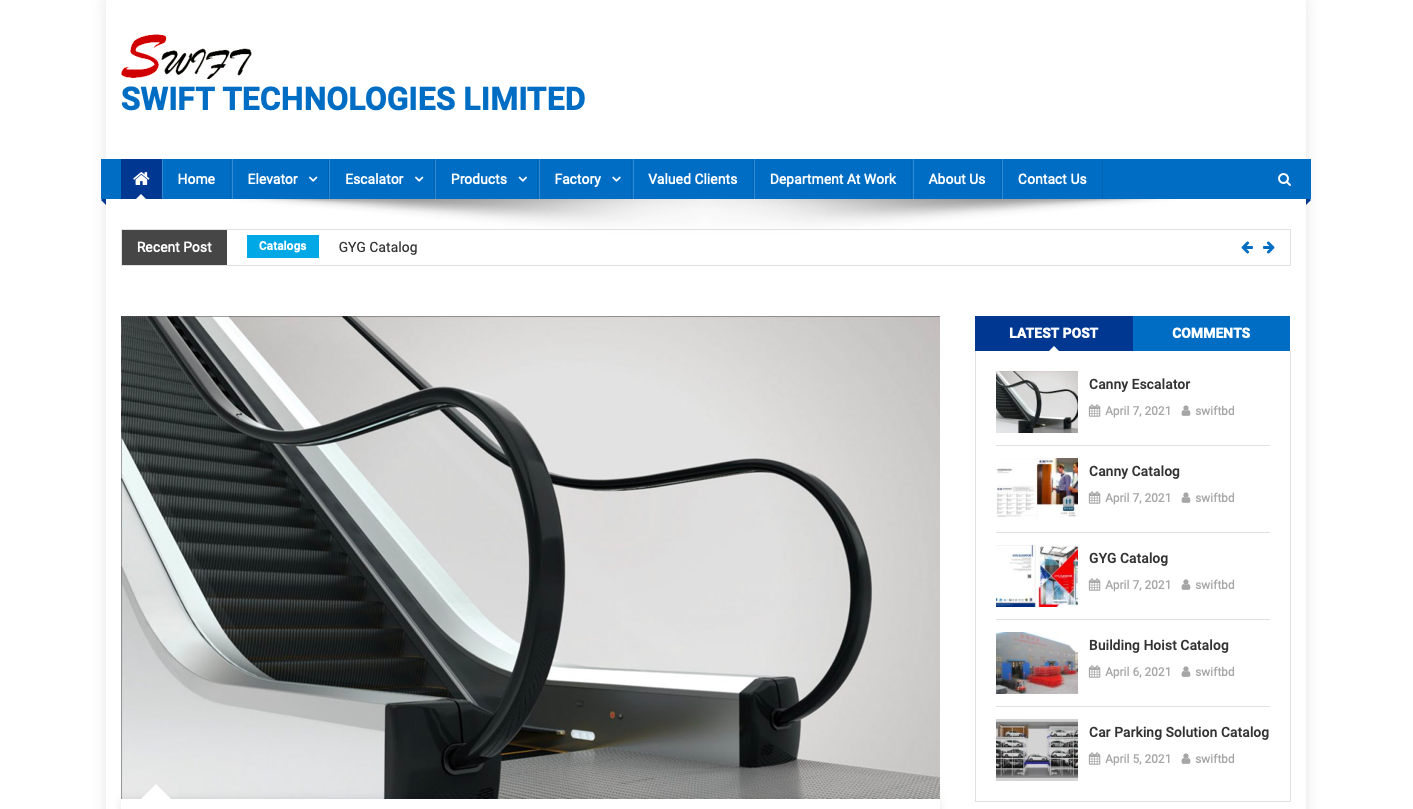 SWIFT
SWIFT TECHNOLOGIES LIMITED
Home Elevator Escalator Products Factory Valued Clients Department At Work About Us Contact Us
Recent Post Catalogs GYG Catalog
LATEST POST COMMENTS
Canny Escalator
April 7, 2021 swiftbd
Canny Catalog
April 7, 2021 swiftbd
GYG Catalog
April 7, 2021 swiftbd
Building Hoist Catalog
April 6, 2021 swiftbd
Car Parking Solution Catalog
April 5, 2021 swiftbd